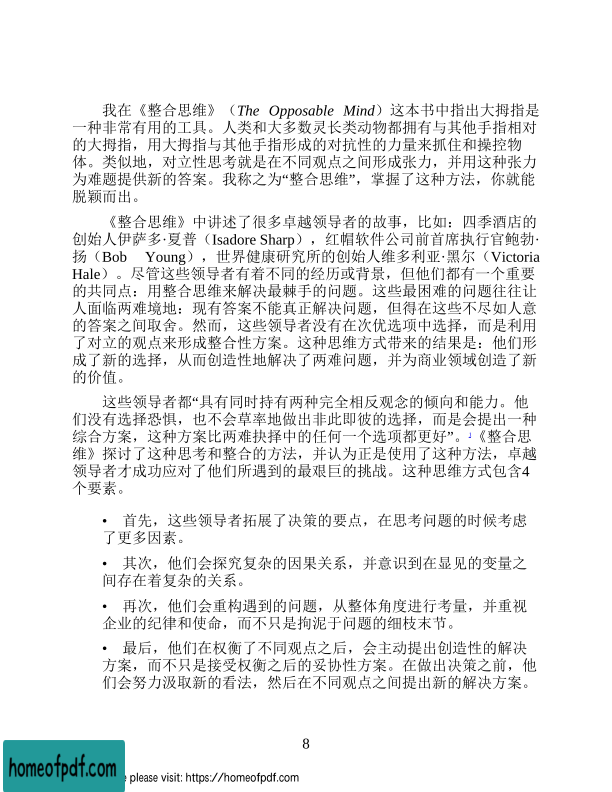 我在《整合思维》（The Opposable Mind）这本书中指出大拇指是
一种非常有用的工具。人类和大多数灵长类动物都拥有与其他手指相对
的大拇指，用大拇指与其他手指形成的对抗性的力量来抓住和操控物
体。类似地，对立性思考就是在不同观点之间形成张力，并用这种张力
为难题提供新的答案。我称之为“整合思维”，掌握了这种方法，你就能
脱颖而出。
《整合思维》中讲述了很多卓越领导者的故事，比如：四季酒店的
创始人伊萨多·夏普（Isadore Sharp），红帽软件公司前首席执行官鲍勃·
扬（Bob Young），世界健康研究所的创始人维多利亚·黑尔（Victoria
Hale）。尽管这些领导者有着不同的经历或背景，但他们都有一个重要
的共同点：用整合思维来解决最棘手的问题。这些最困难的问题往往让
人面临两难境地：现有答案不能真正解决问题，但得在这些不尽如人意
的答案之间取舍。然而，这些领导者没有在次优选项中选择，而是利用
了对立的观点来形成整合性方案。这种思维方式带来的结果是：他们形
成了新的选择，从而创造性地解决了两难问题，并为商业领域创造了新
的价值。
这些领导者都“具有同时持有两种完全相反观念的倾向和能力。他
们没有选择恐惧，也不会草率地做出非此即彼的选择，而是会提出一种
综合方案，这种方案比两难抉择中的任何一个选项都更好”。《整合思
维》探讨了这种思考和整合的方法，并认为正是使用了这种方法，卓越
领导者才成功应对了他们所遇到的最艰巨的挑战。这种思维方式包含4
个要素。
• 首先，这些领导者拓展了决策的要点，在思考问题的时候考虑
了更多因素。
• 其次，他们会探究复杂的因果关系，并意识到在显见的变量之
间存在着复杂的关系。
• 再次，他们会重构遇到的问题，从整体角度进行考量，并重视
企业的纪律和使命，而不只是拘泥于问题的细枝末节。
• 最后，他们在权衡了不同观点之后，会主动提出创造性的解决
方案，而不只是接受权衡之后的妥协性方案。在做出决策之前，他
们会努力汲取新的看法，然后在不同观点之间提出新的解决方案。
8
homeofpdf.com
please visit: https://homeofpdf.com